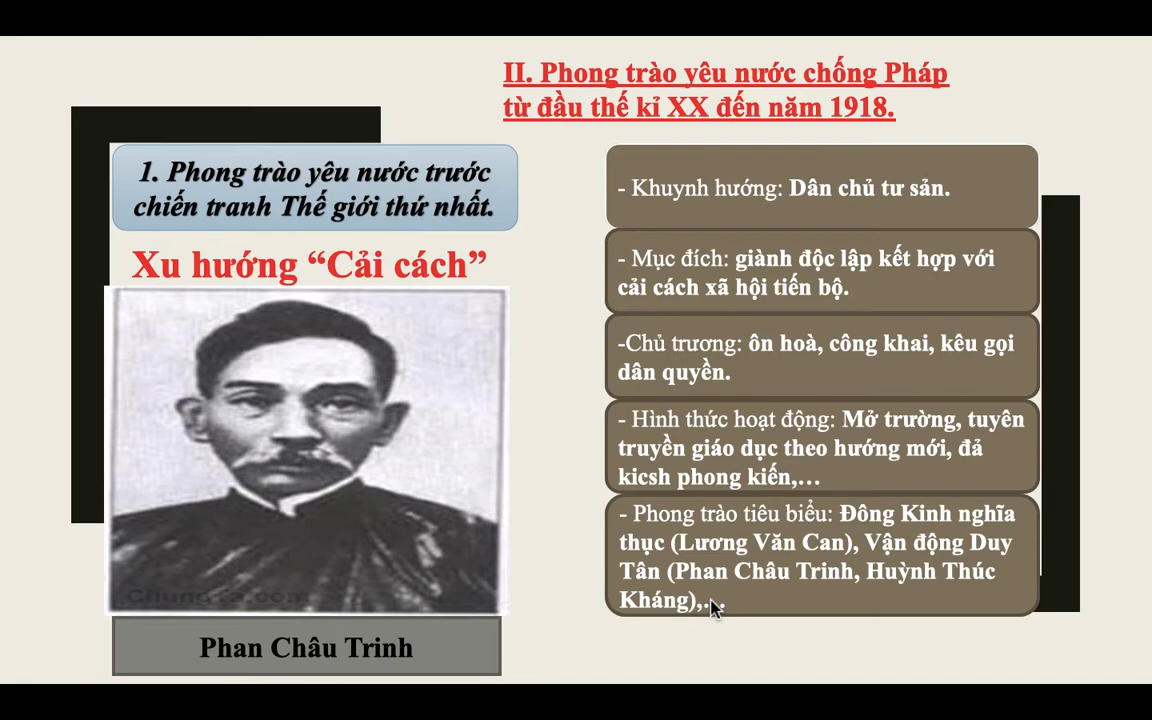 II. Phong trào yêu nước chống Pháp
từ đầu thế kỉ XX đến năm 1918.
1. Phong trào yêu nước trước
chiến tranh Thế giới thứ nhất.
Xu hướng “Cải cách”
Phan Châu Trinh
- Khuynh hướng: Dân chủ tư sản.
- Mục đích: giành độc lập kết hợp với
cải cách xã hội tiến bộ.
-Chủ trương: ôn hoà, công khai, kêu gọi
dân quyền.
- Hình thức hoạt động: Mở trường, tuyên
truyền giáo dục theo hướng mới, đả
kicsh phong kiến,…
- Phong trào tiêu biểu: Đông Kinh nghĩa
thục (Lương Văn Can), Vận động Duy
Tân (Phan Châu Trinh, Huỳnh Thúc
Kháng),…